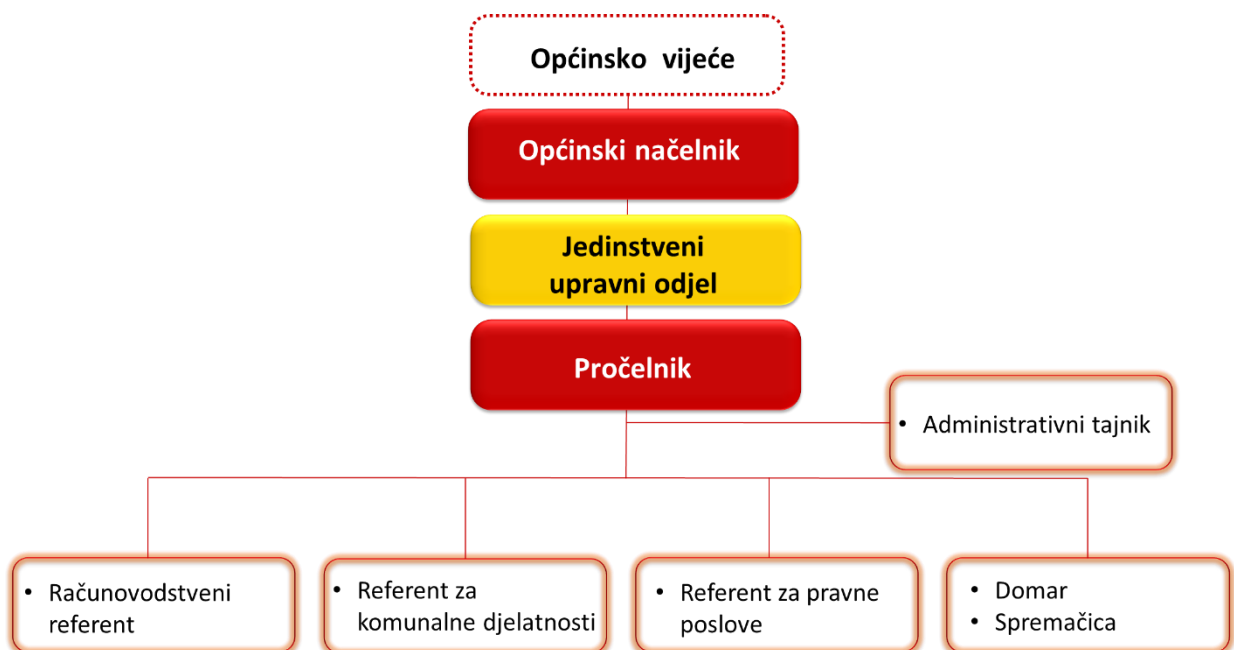 Općinsko vijeće
Općinski načelnik
Jedinstveni
upravni odjel
Pročelnik
• Administrativni tajnik
• Računovodstveni
referent
• Referent za
komunalne djelatnosti
• Referent za pravne
poslove
• Domar
• Spremačica